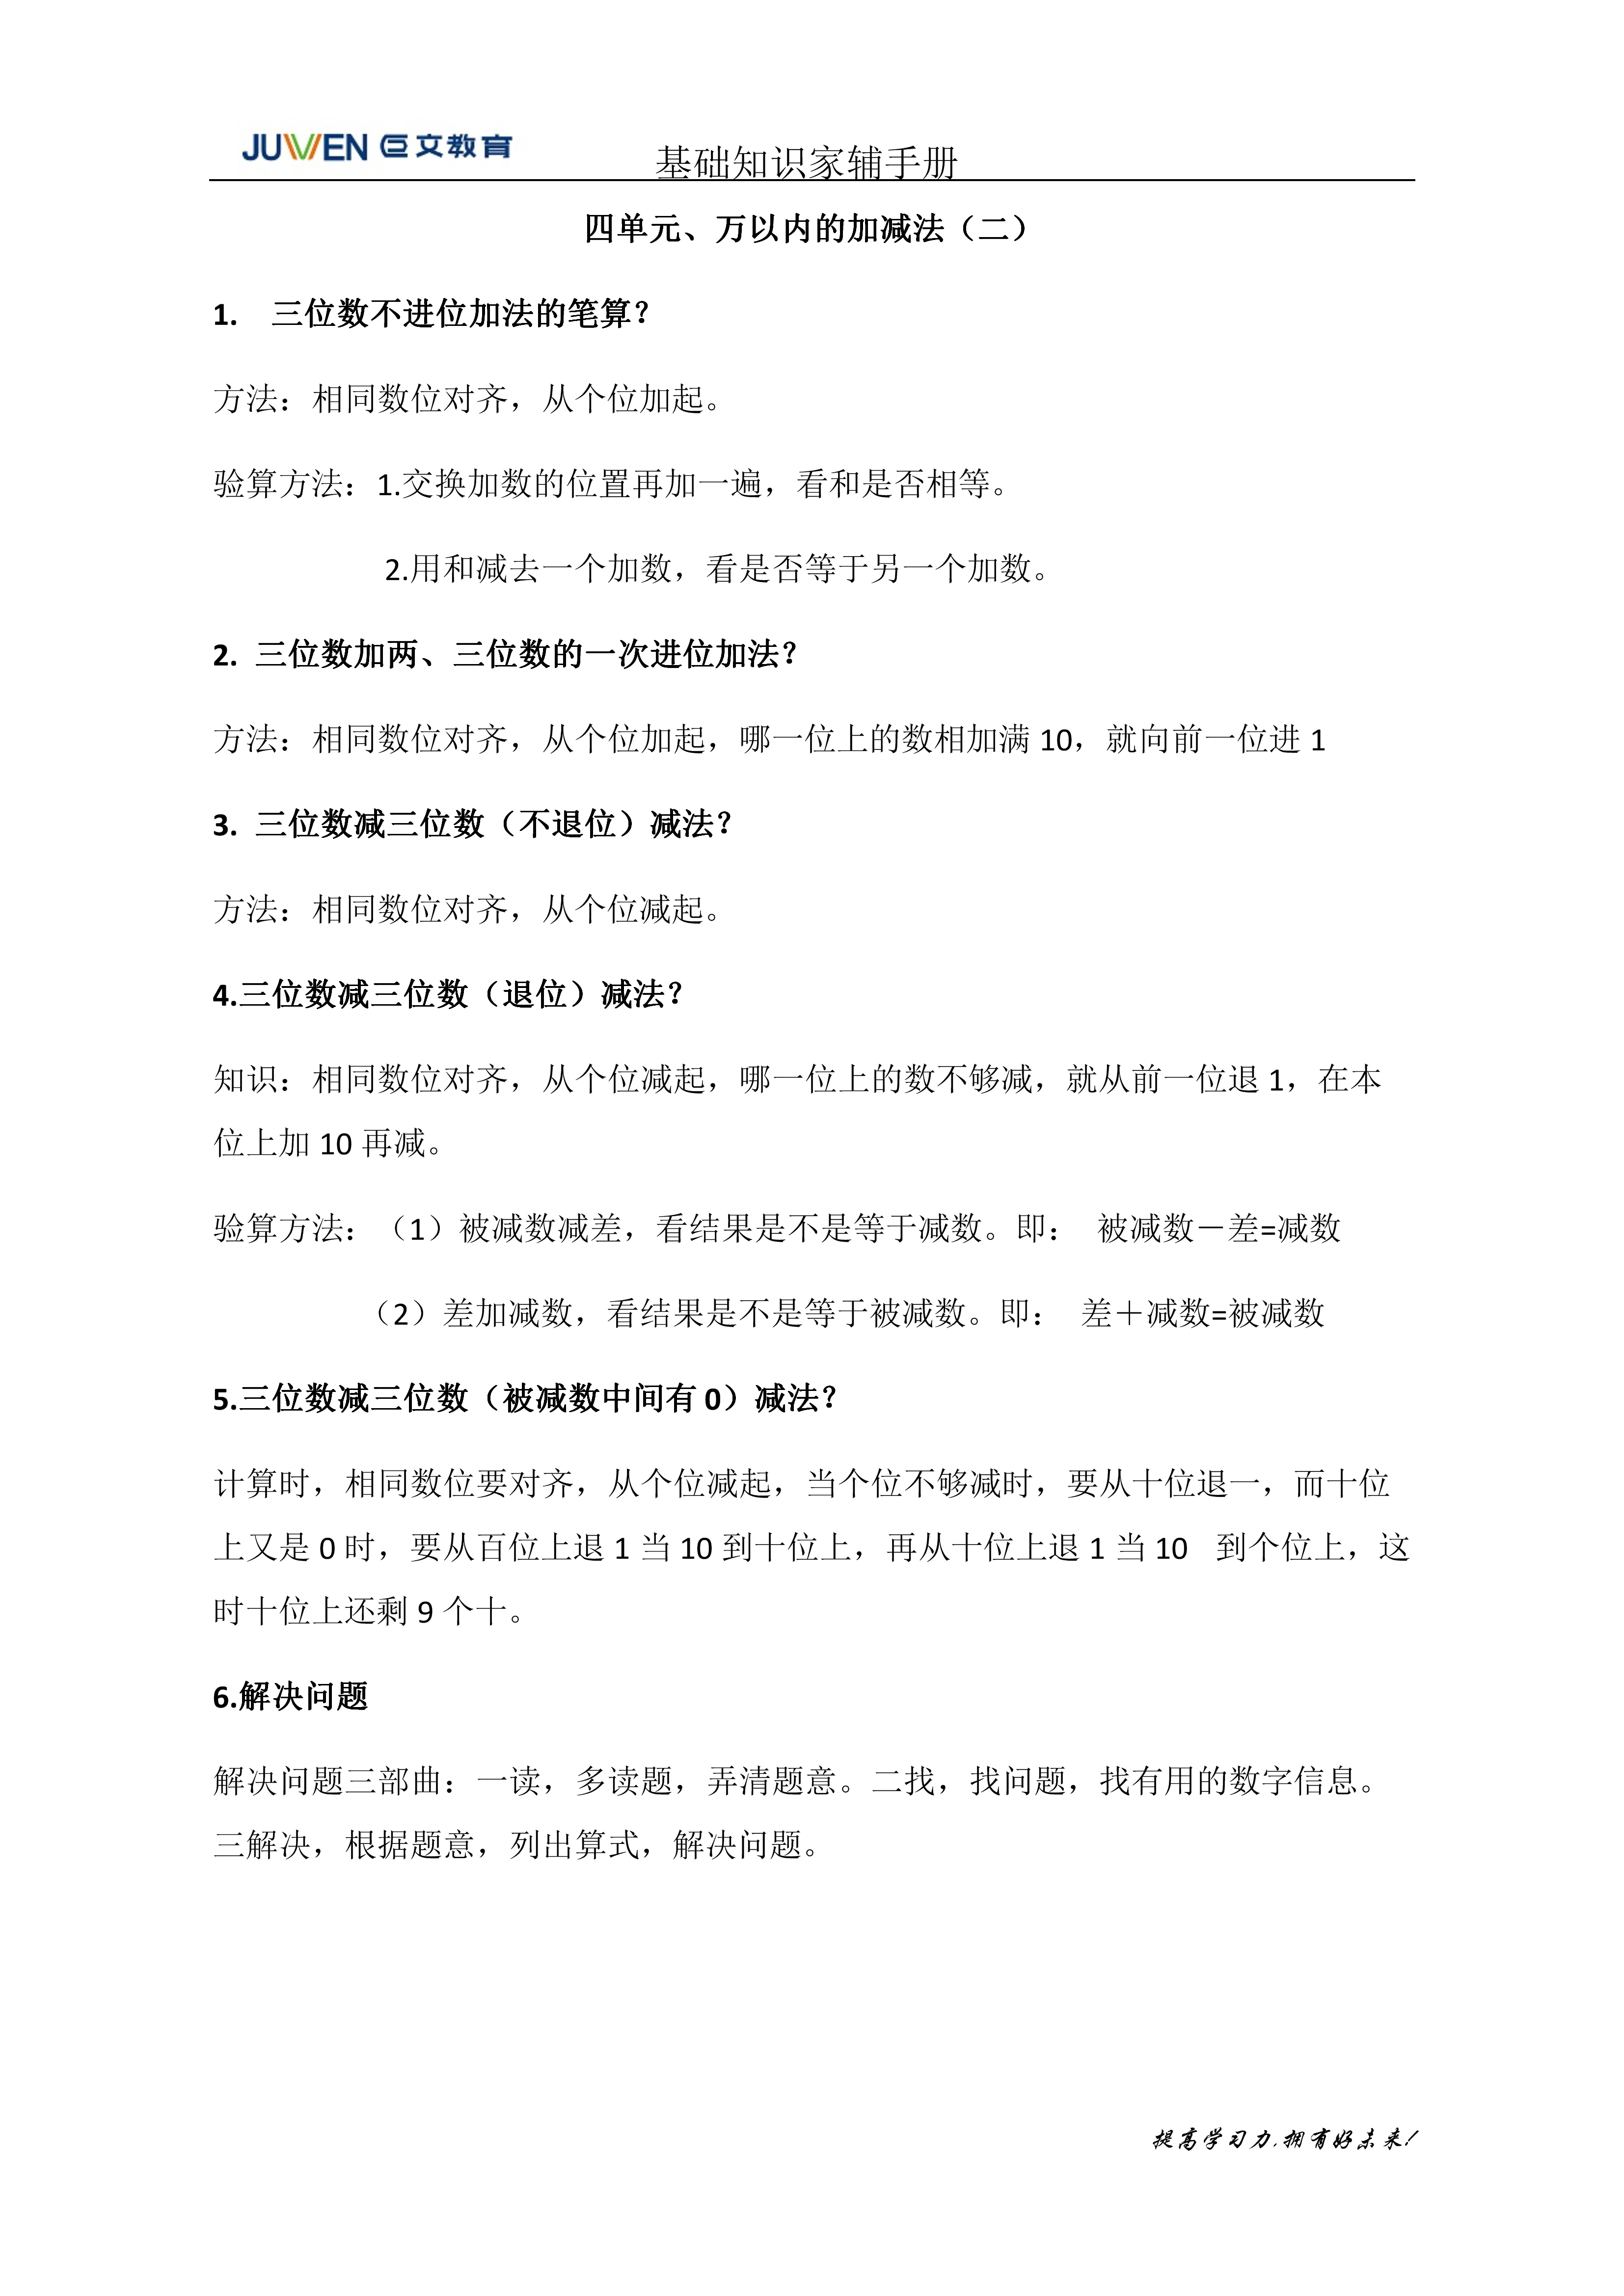 JUWEN 巨文教育
基础知识家辅手册
四单元、万以内的加减法（二）
1. 三位数不进位加法的笔算？
方法：相同数位对齐，从个位加起。
验算方法：1.交换加数的位置再加一遍，看和是否相等。
2.用和减去一个加数，看是否等于另一个加数。
2. 三位数加两、三位数的一次进位加法？
方法：相同数位对齐，从个位加起，哪一位上的数相加满 10，就向前一位进 1
3. 三位数减三位数（不退位）减法？
方法：相同数位对齐，从个位减起。
4.三位数减三位数（退位）减法？
知识：相同数位对齐，从个位减起，哪一位上的数不够减，就从前一位退 1，在本
位上加 10 再减。
验算方法：（1）被减数减差，看结果是不是等于减数。即： 被减数－差=减数
（2）差加减数，看结果是不是等于被减数。即： 差＋减数=被减数
5.三位数减三位数（被减数中间有 0）减法？
计算时，相同数位要对齐，从个位减起，当个位不够减时，要从十位退一，而十位
上又是 0 时，要从百位上退 1 当 10 到十位上，再从十位上退 1 当 10 到个位上，这
时十位上还剩 9 个十。
6.解决问题
解决问题三部曲：一读，多读题，弄清题意。二找，找问题，找有用的数字信息。
三解决，根据题意，列出算式，解决问题。
提高学习力,拥有好未来!